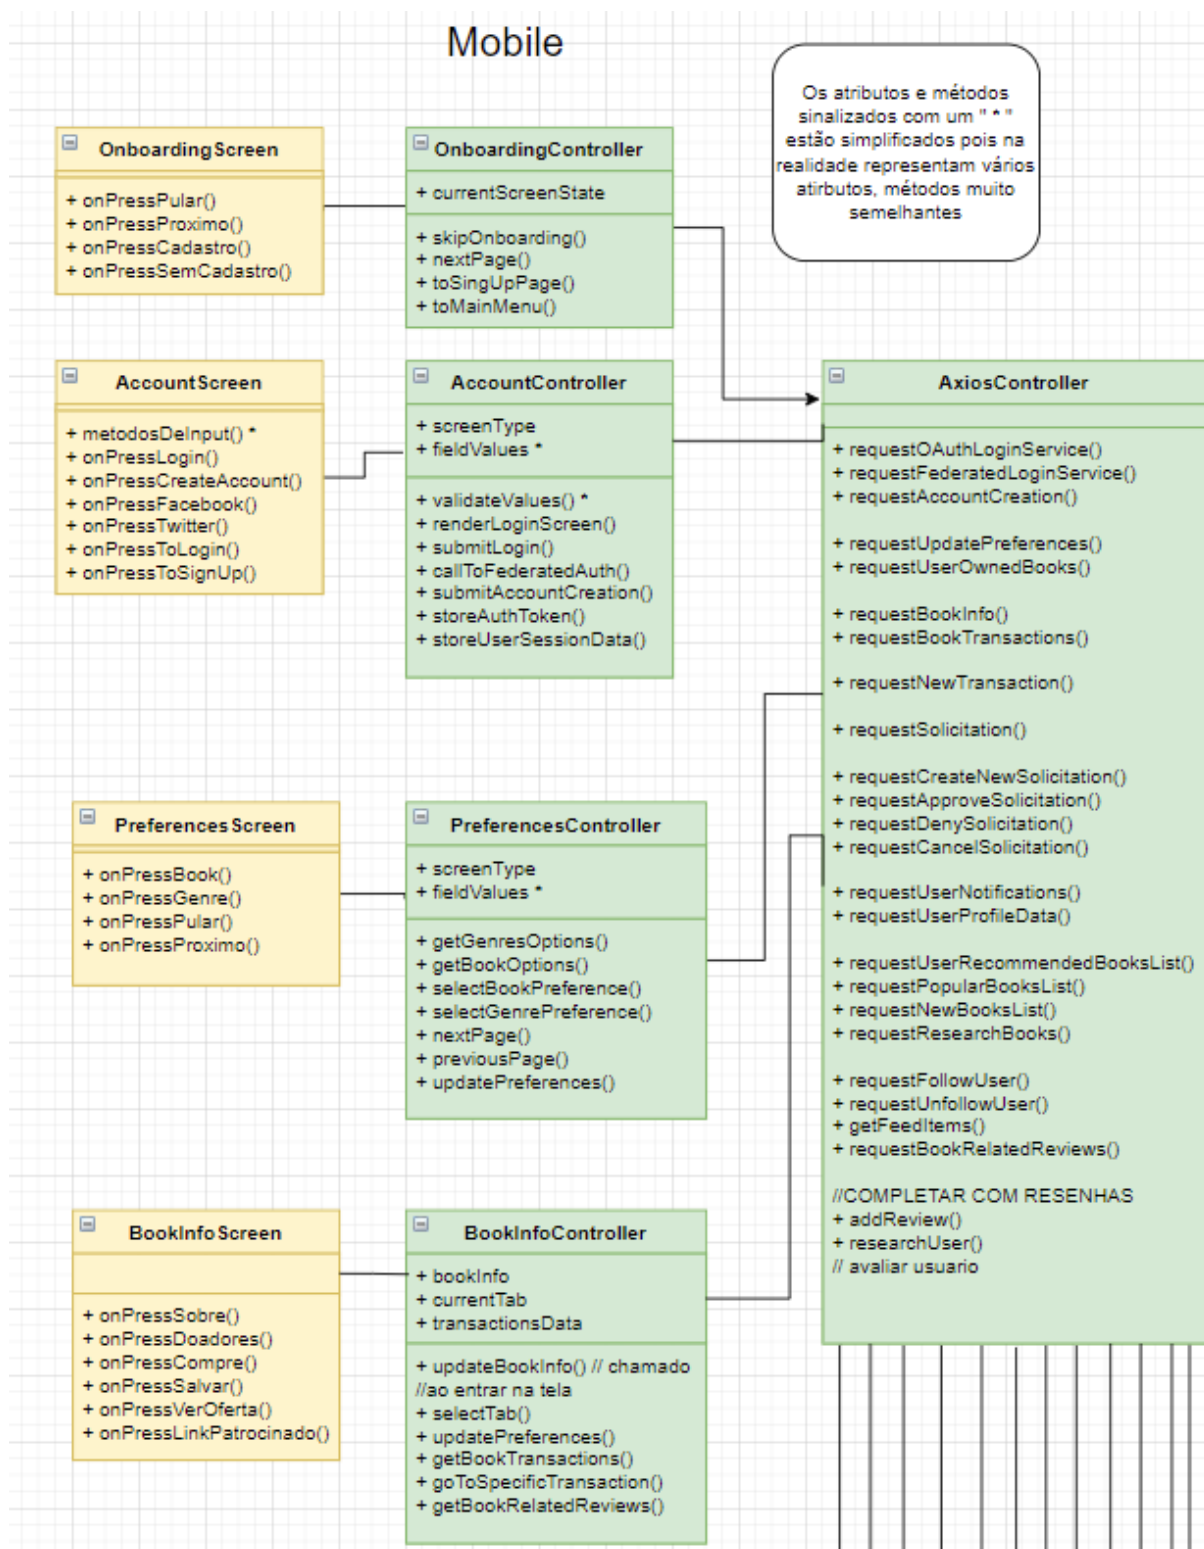 Mobile
Os atributos e métodos
sinalizados com um " * "
estão simplificados pois na
realidade representam vários
atirbutos, métodos muito
semelhantes
OnboardingScreen
+ onPressPular()
+ onPressProximo()
+ onPressCadastro()
+ onPressSemCadastro()
OnboardingController
+ currentScreenState
+ skipOnboarding()
+ nextPage()
+ toSingUpPage()
+ toMainMenu()
AccountScreen
+ metodosDeInput() *
+ onPressLogin()
+ onPressCreateAccount()
+ onPressFacebook()
+ onPressTwitter()
+ onPressToLogin()
+ onPressToSignUp()
AccountController
+ screenType
+ fieldValues *
+ validateValues() *
+ renderLoginScreen()
+ submitLogin()
+ callToFederatedAuth()
+ submitAccountCreation()
+ storeAuthToken()
+ storeUserSessionData()
AxiosController
+ requestOAuthLoginService()
+ requestFederatedLoginService()
+ requestAccountCreation()
+ requestUpdatePreferences()
+ requestUserOwnedBooks()
+ requestBookInfo()
+ requestBookTransactions()
+ requestNewTransaction()
+ requestSolicitation()
+ requestCreateNewSolicitation()
+ requestApproveSolicitation()
+ requestDenySolicitation()
+ requestCancelSolicitation()
+ requestUserNotifications()
+ requestUserProfileData()
+ requestUserRecommendedBooksList()
+ requestPopularBooksList()
+ requestNewBooksList()
+ requestResearchBooks()
+ requestFollowUser()
+ requestUnfollowUser()
+ getFeedItems()
+ requestBookRelatedReviews()
//COMPLETAR COM RESENHAS
+ addReview()
+ researchUser()
// avaliar usuario
PreferencesScreen
+ onPressBook()
+ onPressGenre()
+ onPressPular()
+ onPressProximo()
PreferencesController
+ screenType
+ fieldValues *
+ getGenresOptions()
+ getBookOptions()
+ selectBookPreference()
+ selectGenrePreference()
+ nextPage()
+ previousPage()
+ updatePreferences()
BookInfoScreen
+ onPressSobre()
+ onPressDoadores()
+ onPressCompre()
+ onPressSalvar()
+ onPressVerOferta()
+ onPressLinkPatrocinado()
BookInfoController
+ bookInfo
+ currentTab
+ transactionsData
+ updateBookInfo() // chamado
//ao entrar na tela
+ selectTab()
+ updatePreferences()
+ getBookTransactions()
+ goToSpecificTransaction()
+ getBookRelatedReviews()